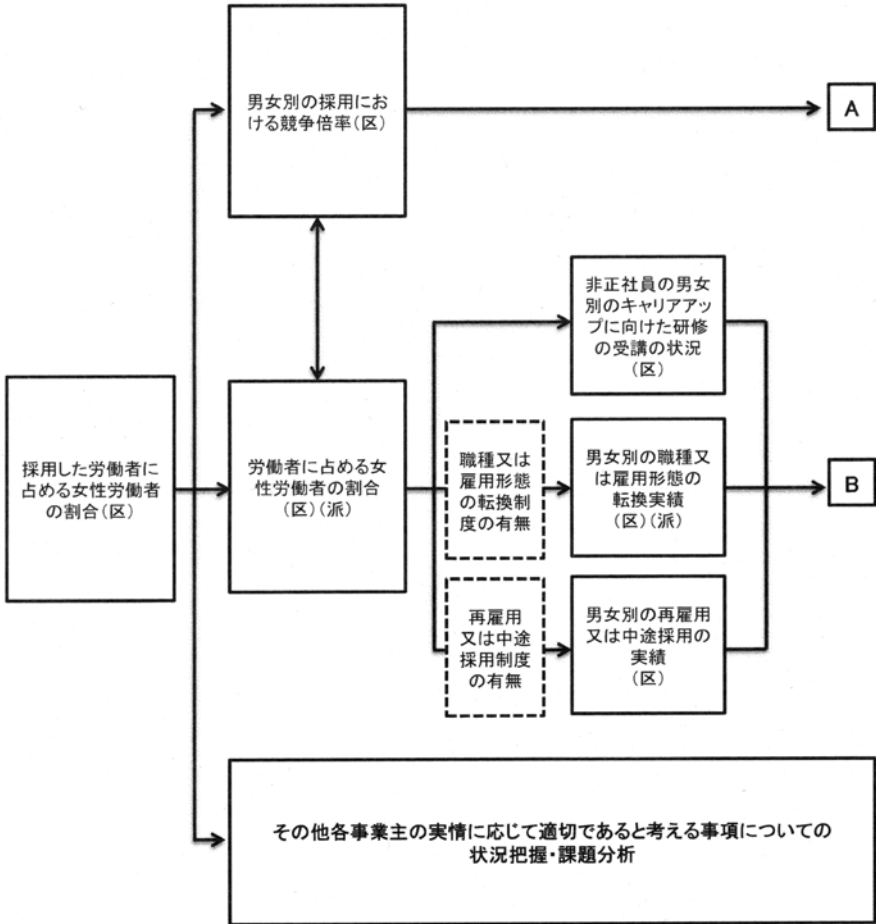 男女別の採用にお
ける競争倍率(区)
A
非正社員の男女
別のキャリアアッ
プに向けた研修
の受講の状況
(区)
採用した労働者に
占める女性労働者
の割合(区)
労働者に占める女
性労働者の割合
(区)(派)
職種又は
雇用形態
の転換制
度の有無
男女別の職種又
は雇用形態の
転換実績
(区)(派)
B
再雇用
又は中途
採用制度
の有無
男女別の再雇用
又は中途採用の
実績
(区)
その他各事業主の実情に応じて適切であると考える事項についての
状況把握・課題分析